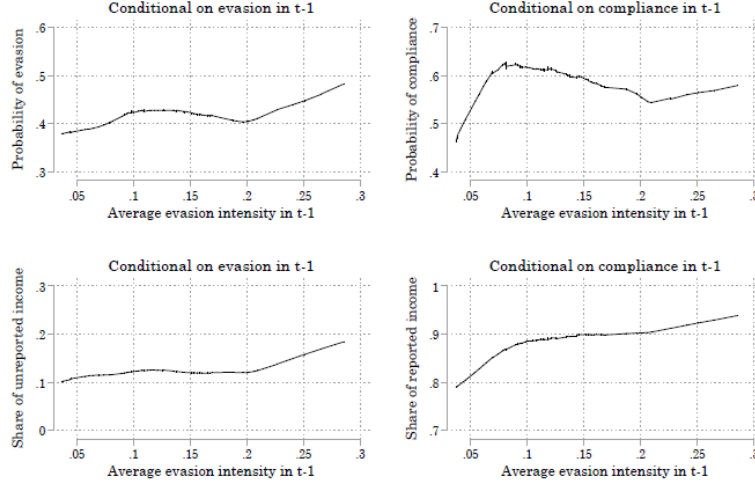 Conditional on evasion in t-1
Probability of evasion
.6
.5
.4
.3
.05 .1 .15 .2 .25 .3
Average evasion intensity in t-1
Conditional on compliance in t-1
Probability of compliance
.7
.6
.5
.4
.05 .1 .15 .2 .25 .3
Average evasion intensity in t-1
Conditional on evasion in t-1
Share of unreported income
.3
.2
.1
0
.05 .1 .15 .2 .25 .3
Average evasion intensity in t-1
Conditional on compliance in t-1
Share of reported income
1
.9
.8
.7
.05 .1 .15 .2 .25 .3
Average evasion intensity in t-1